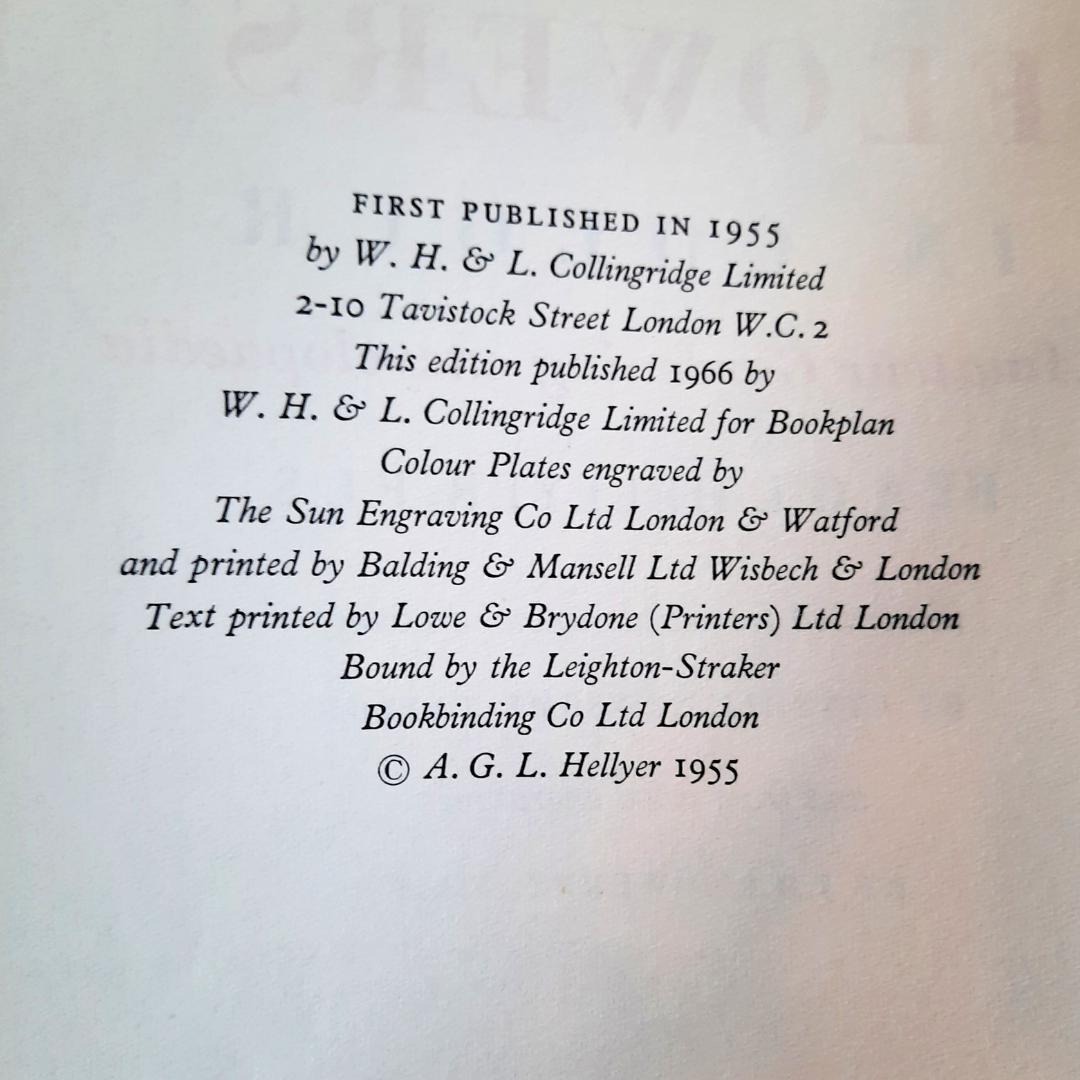 FLOWERS
IN COLOUR
FIRST PUBLISHED IN 1955
by W. H. & L. Collingridge Limited
2-10 Tavistock Street London W.C.2
This edition published 1966 by
W. H. & L. Collingridge Limited for Bookplan
Colour Plates engraved by
The Sun Engraving Co Ltd London & Watford
and printed by Balding & Mansell Ltd Wisbech & London
Text printed by Lowe & Brydone (Printers) Ltd London
Bound by the Leighton-Straker
Bookbinding Co Ltd London
© A. G. L. Hellyer 1955